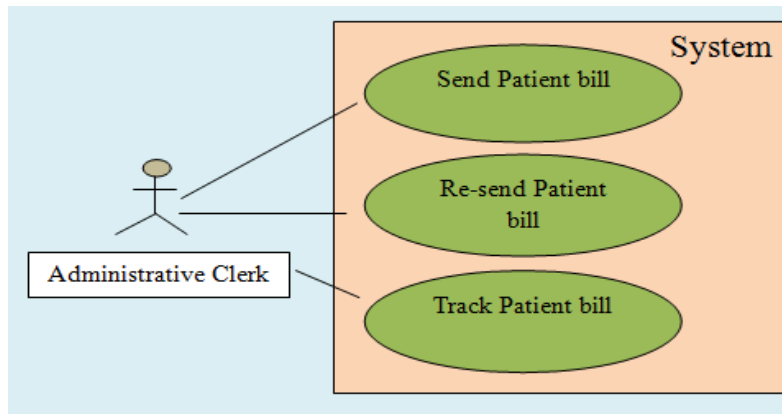 System
Send Patient bill
Re-send Patient
bill
Administrative Clerk
Track Patient bill